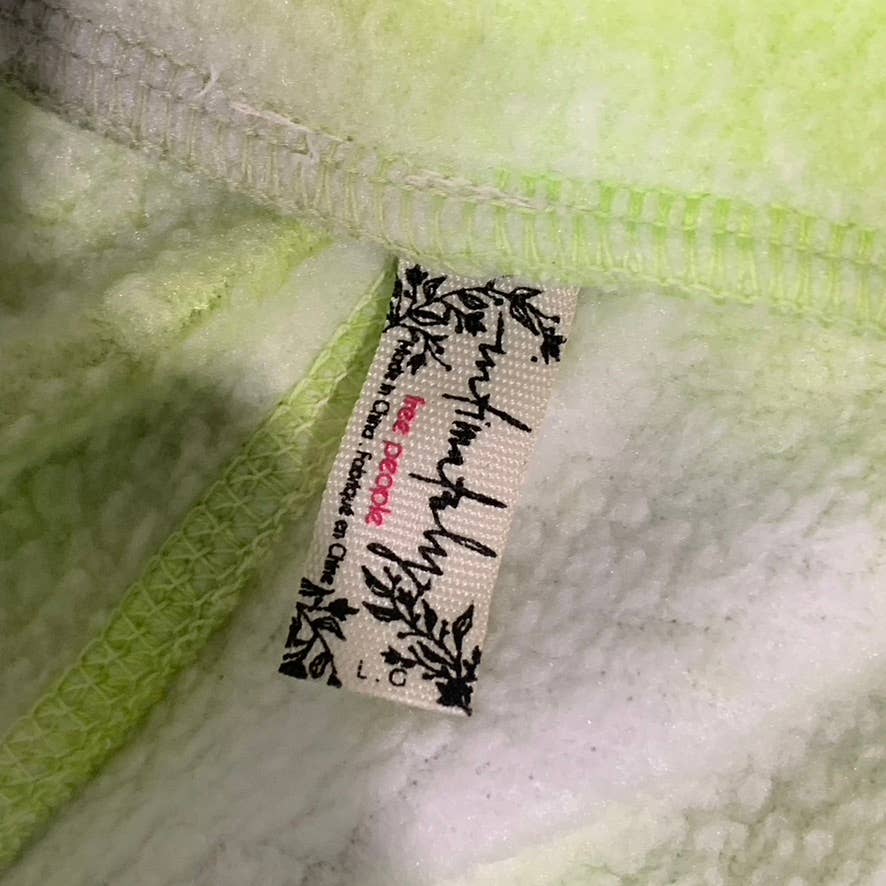 intimately
free people
Made in China . Fabriqué en Chine
L.G